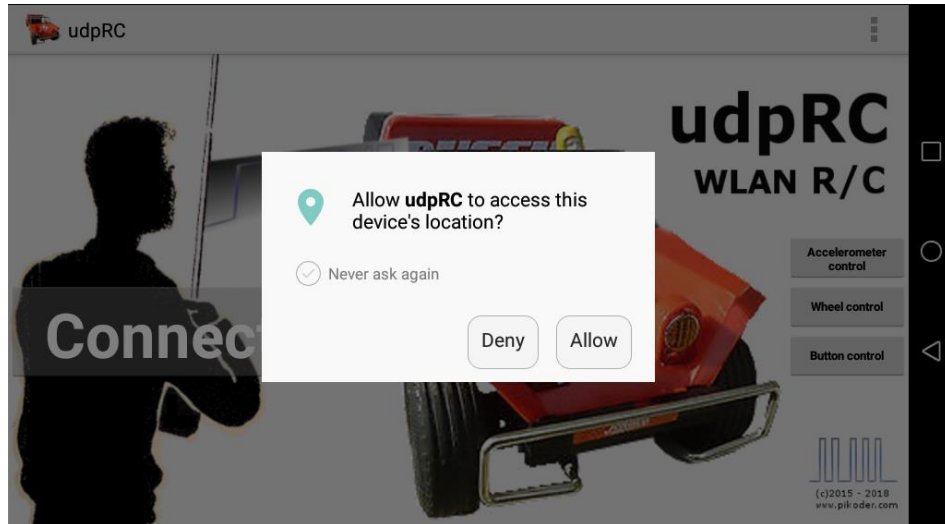 udpRC
udpRC
WLAN R/C
Allow udpRC to access this
device's location?
Never ask again
Deny
Allow
Connect
Accelerometer
control
Wheel control
Button control
(c)2015 - 2018
www.pikoder.com